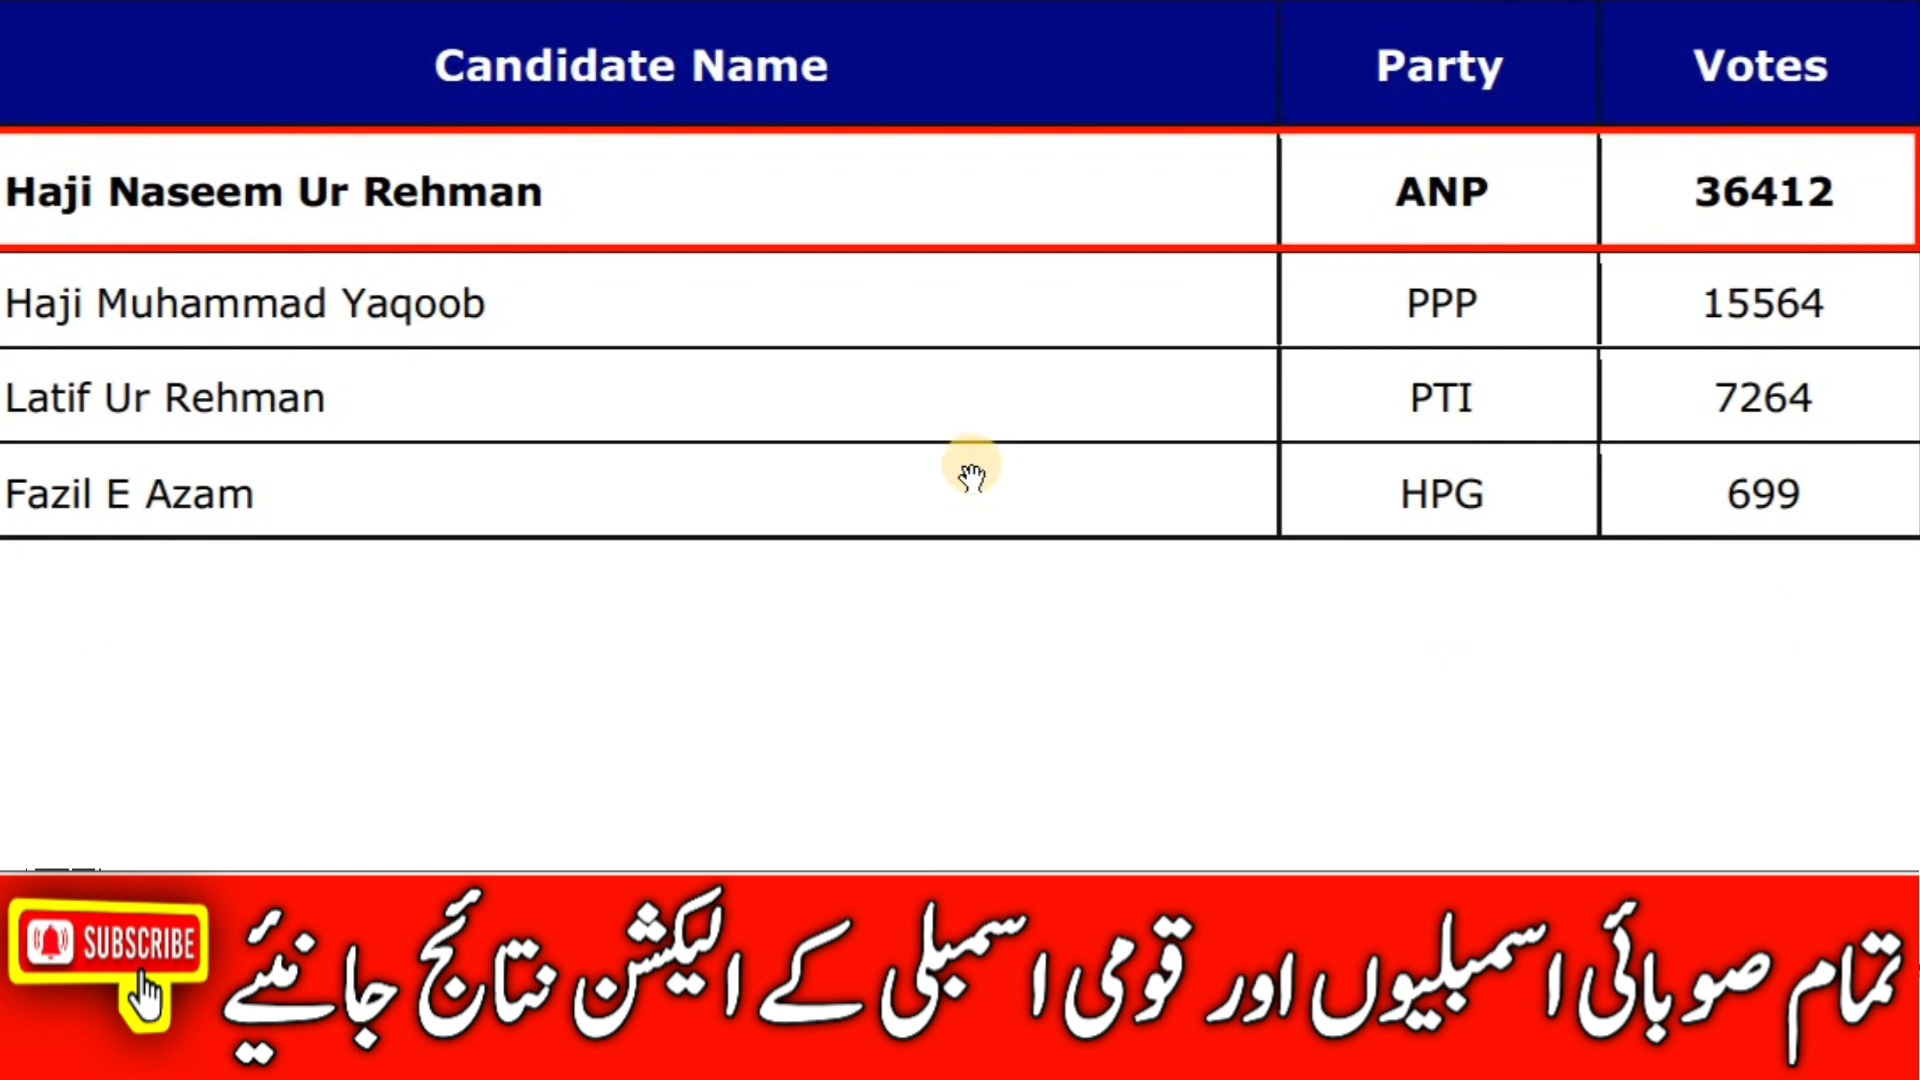 Candidate Name Party Votes
Haji Naseem Ur Rehman ANP 36412
Haji Muhammad Yaqoob PPP 15564
Latif Ur Rehman PTI 7264
Fazil E Azam HPG 699
SUBSCRIBE
تمام صوبائی اسمبلیوں اور قومی اسمبلی کے الیکشن نتائج جانئیے